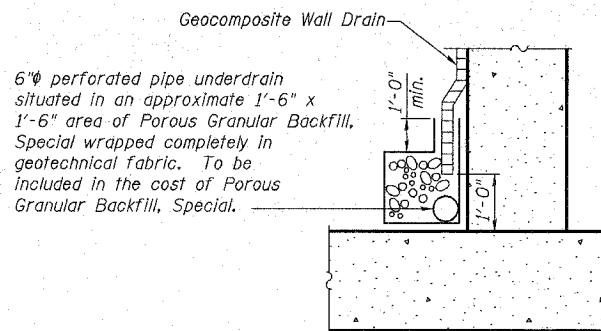 Geocomposite Wall Drain
6"ϕ perforated pipe underdrain
situated in an approximate 1'-6" x
1'-6" area of Porous Granular Backfill,
Special wrapped completely in
geotechnical fabric. To be
included in the cost of Porous
Granular Backfill, Special.
1'-0"
min.
1'-0"